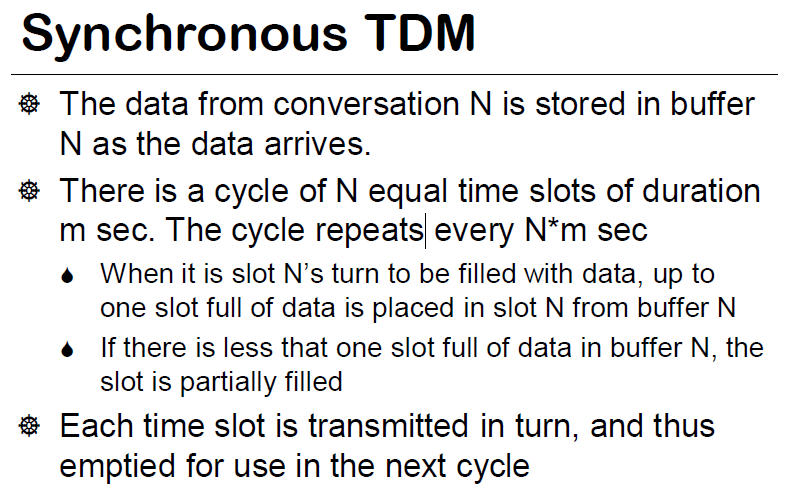 Synchronous TDM
The data from conversation N is stored in buffer
N as the data arrives.
There is a cycle of N equal time slots of duration
m sec. The cycle repeats every N*m sec
When it is slot N’s turn to be filled with data, up to
one slot full of data is placed in slot N from buffer N
If there is less that one slot full of data in buffer N, the
slot is partially filled
Each time slot is transmitted in turn, and thus
emptied for use in the next cycle